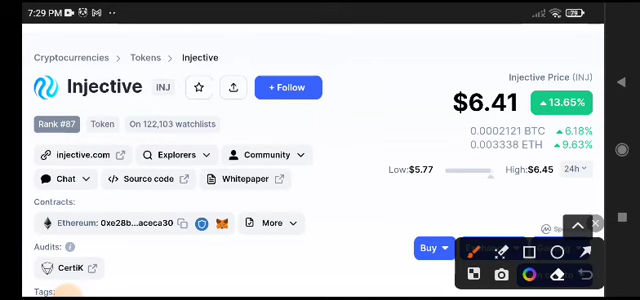 7:29 PM
79
Cryptocurrencies > Tokens > Injective
Injective INJ
+ Follow
Injective Price (INJ)
$6.41 13.65%
0.0002121 BTC 6.18%
0.003338 ETH 9.63%
Low:$5.77 High:$6.45 24h
Rank #87 Token On 122,103 watchlists
injective.com Explorers Community
Chat Source code Whitepaper
Contracts:
Ethereum: 0xe28b...aceca30 More
Audits:
CertiK
Buy
Tags: